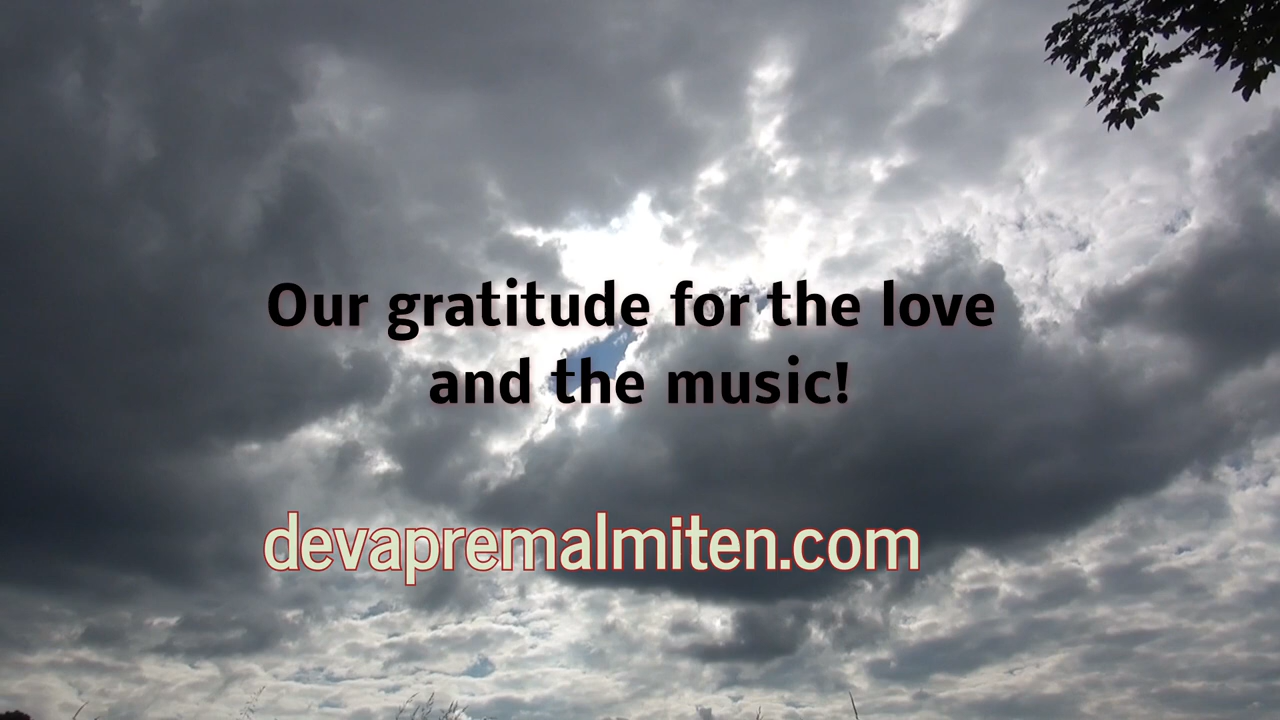 Our gratitude for the love
and the music!
devapremalmiten.com